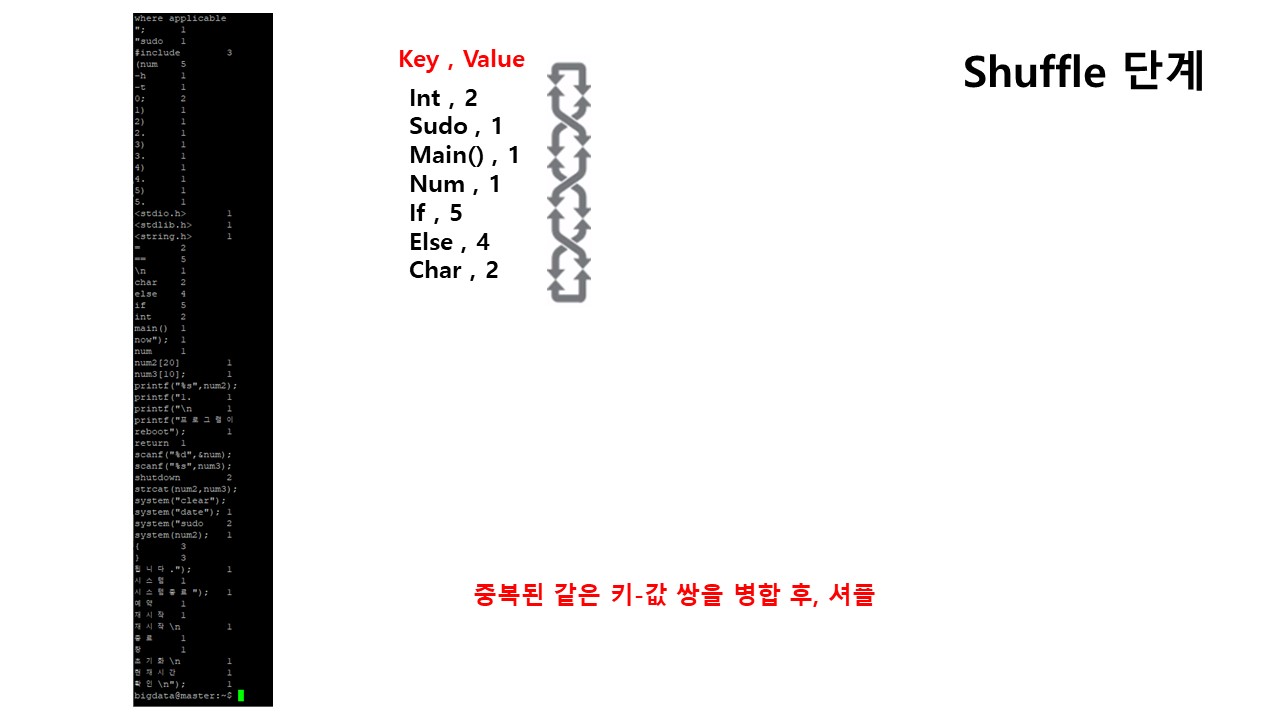 where applicable
"; 1
"sudo 1
#include 3
(num 5
-h 1
-t 1
0; 2
1) 1
2) 1
2. 1
3) 1
3. 1
4) 1
4. 1
5) 1
5. 1
<stdio.h> 1
<stdlib.h> 1
<string.h> 1
= 2
== 5
\n 1
char 2
else 4
if 5
int 2
main() 1
now"); 1
num 1
num2[20] 1
num3[10]; 1
printf("%s",num2);
printf("1. 1
printf("\n 1
printf("프로그램이
reboot"); 1
return 1
scanf("%d",&num);
scanf("%s",num3);
shutdown 2
strcat(num2,num3);
system("clear");
system("date"); 1
system("sudo 2
system(num2); 1
{ 3
} 3
됩니다."); 1
시스템 1
시스템종료"); 1
예약 1
재시작 1
재시작\n 1
종료 1
창 1
초기화\n 1
현재시간 1
확인\n"); 1
bigdata@master:~$
Key , Value
Int , 2
Sudo , 1
Main() , 1
Num , 1
If , 5
Else , 4
Char , 2
Shuffle 단계
중복된 같은 키-값 쌍을 병합 후, 셔플